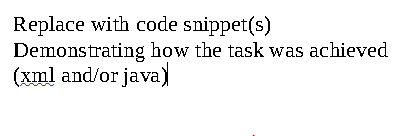 Replace with code snippet(s)
Demonstrating how the task was achieved
(xml and/or java)